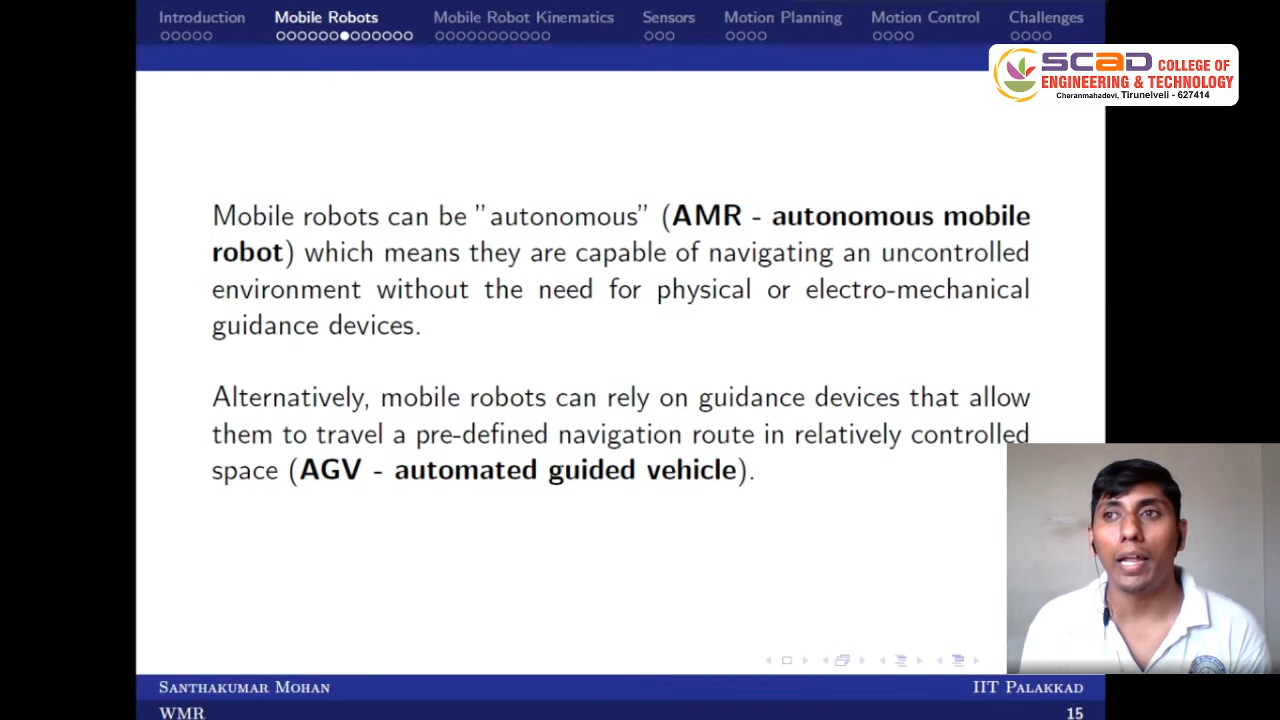 Introduction
Mobile Robots
Mobile Robot Kinematics
Sensors
Motion Planning
Motion Control
Challenges
SCAD COLLEGE OF
ENGINEERING & TECHNOLOGY
Cheranmahadevi, Tirunelveli - 627414
Mobile robots can be ”autonomous” (AMR - autonomous mobile
robot) which means they are capable of navigating an uncontrolled
environment without the need for physical or electro-mechanical
guidance devices.
Alternatively, mobile robots can rely on guidance devices that allow
them to travel a pre-defined navigation route in relatively controlled
space (AGV - automated guided vehicle).
Santhakumar Mohan
IIT Palakkad
WMR
15